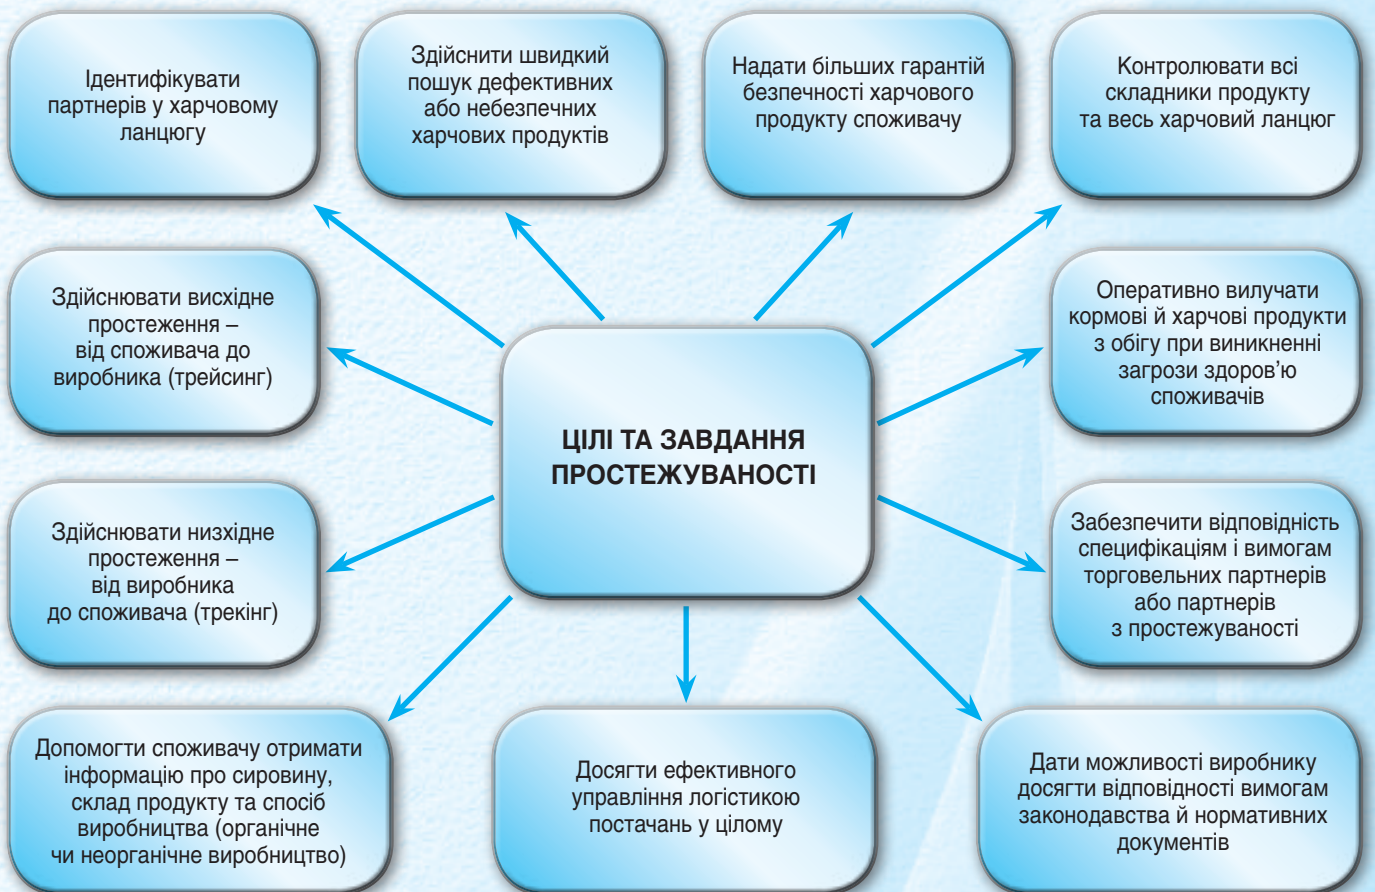 Ідентифікувати
партнерів у харчовому
ланцюгу
Здійснити швидкий
пошук дефективних
або небезпечних
харчових продуктів
Надати більших гарантій
безпечності харчового
продукту споживачу
Контролювати всі
складники продукту
та весь харчовий ланцюг
Здійснювати висхідне
простеження –
від споживача до
виробника (трейсинг)
Оперативно вилучати
кормові й харчові продукти
з обігу при виникненні
загрози здоров’ю
споживачів
ЦІЛІ ТА ЗАВДАННЯ
ПРОСТЕЖУВАНОСТІ
Здійснювати низхідне
простеження –
від виробника
до споживача (трекінг)
Забезпечити відповідність
специфікаціям і вимогам
торговельних партнерів
або партнерів
з простежуваності
Допомогти споживачу отримати
інформацію про сировину,
склад продукту та спосіб
виробництва (органічне
чи неорганічне виробництво)
Досягти ефективного
управління логістикою
постачань у цілому
Дати можливості виробнику
досягти відповідності вимогам
законодавства й нормативних
документів